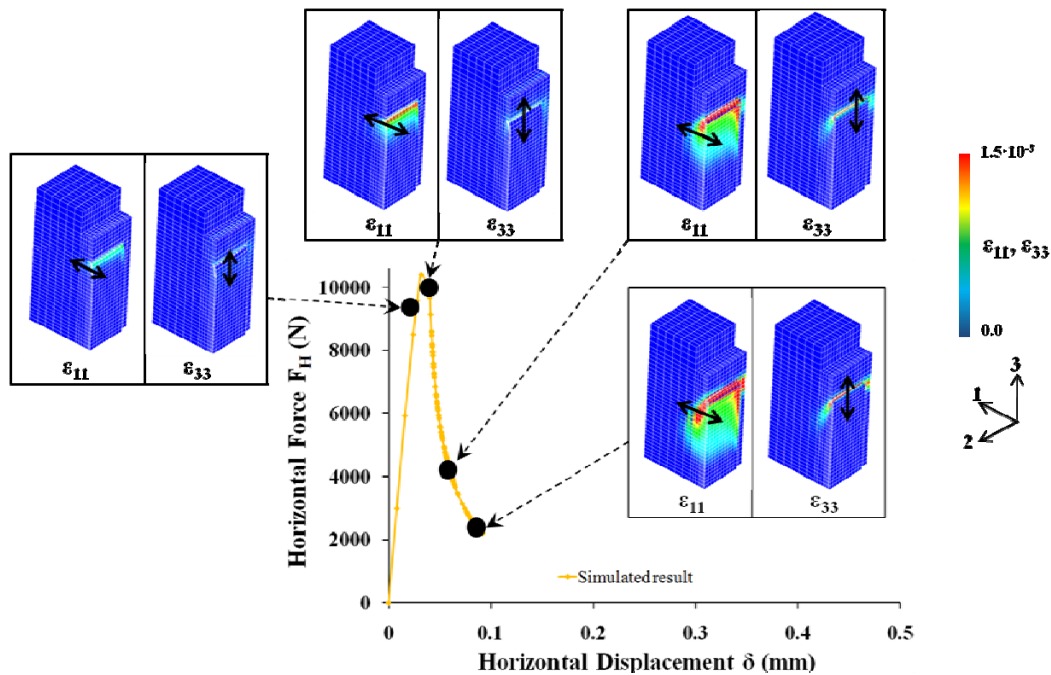 ε11
ε33
ε11
ε33
ε11
ε33
ε11
ε33
1.5·10⁻³
ε11, ε33
0.0
3
1
2
Horizontal Force FH (N)
10000
8000
6000
4000
2000
0
Simulated result
0
0.1
0.2
0.3
0.4
0.5
Horizontal Displacement δ (mm)